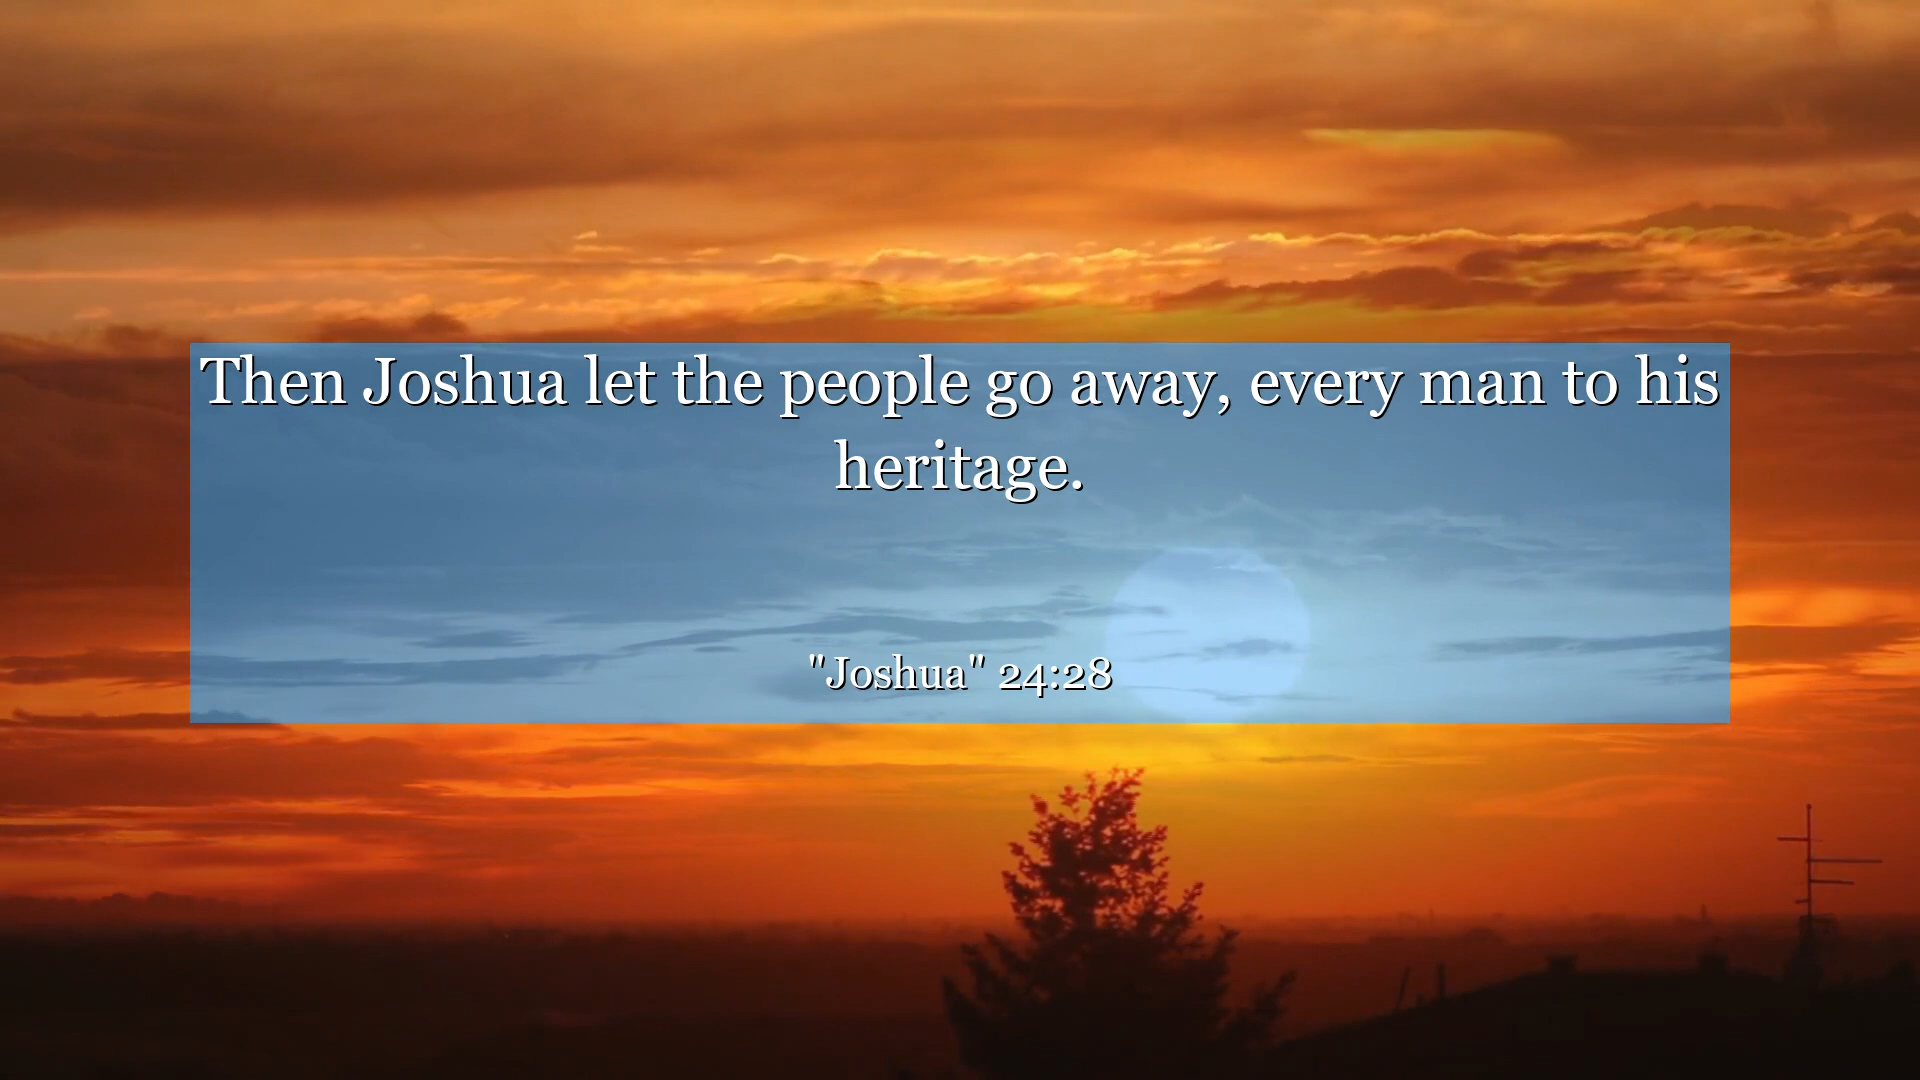 Then Joshua let the people go away, every man to his
heritage.
"Joshua" 24:28